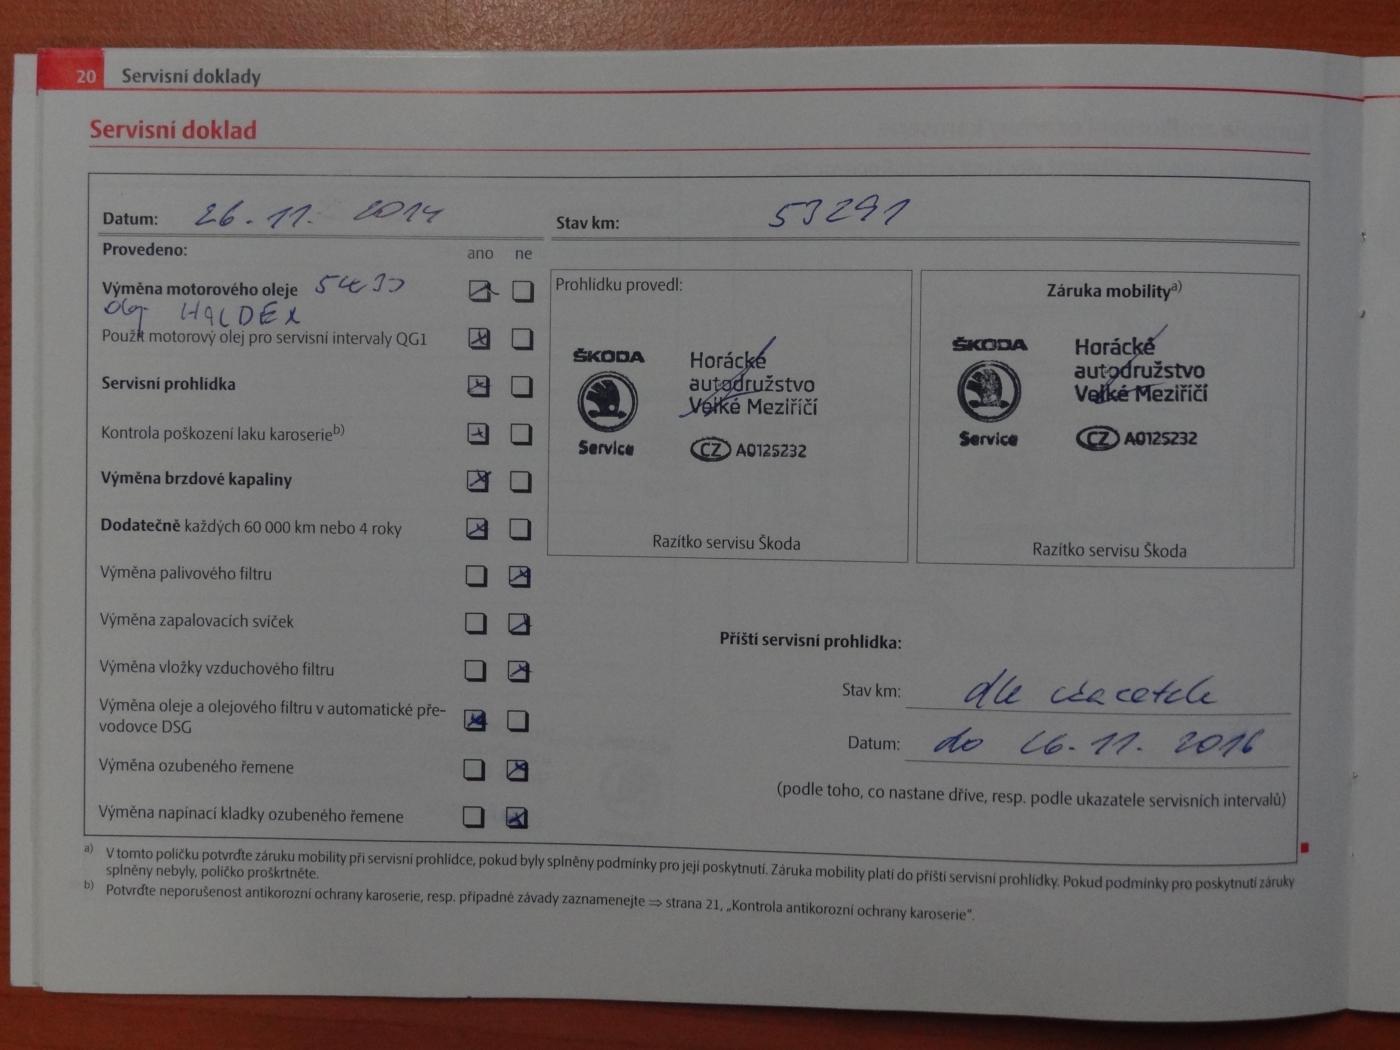 20 Servisní doklady
Servisní doklad
Datum: 26. 11. 2014 Stav km: 53291
Provedeno: ano ne
Výměna motorového oleje 5W30
olej HALDEX
Použit motorový olej pro servisní intervaly QG1
Servisní prohlídka
Kontrola poškození laku karoserie b)
Výměna brzdové kapaliny
Dodatečně každých 60 000 km nebo 4 roky
Výměna palivového filtru
Výměna zapalovacích svíček
Výměna vložky vzduchového filtru
Výměna oleje a olejového filtru v automatické pře-
vodovce DSG
Výměna ozubeného řemene
Výměna napínací kladky ozubeného řemene
Prohlídku provedl:
ŠKODA
Service
Horácké
autodružstvo
Velké Meziříčí
CZ A0125232
Razítko servisu Škoda
Záruka mobility a)
ŠKODA
Service
Horácké
autodružstvo
Velké Meziříčí
CZ A0125232
Razítko servisu Škoda
Příští servisní prohlídka:
Stav km: dle
Datum: do 26. 11. 2016
(podle toho, co nastane dříve, resp. podle ukazatele servisních intervalů)
a) V tomto políčku potvrďte záruku mobility při servisní prohlídce, pokud byly splněny podmínky pro její poskytnutí. Záruka mobility platí do příští servisní prohlídky. Pokud podmínky pro poskytnutí záruky
splněny nebyly, políčko proškrtněte.
b) Potvrďte neporušenost antikorozní ochrany karoserie, resp. případné závady zaznamenejte ⇒ strana 21, „Kontrola antikorozní ochrany karoserie“.